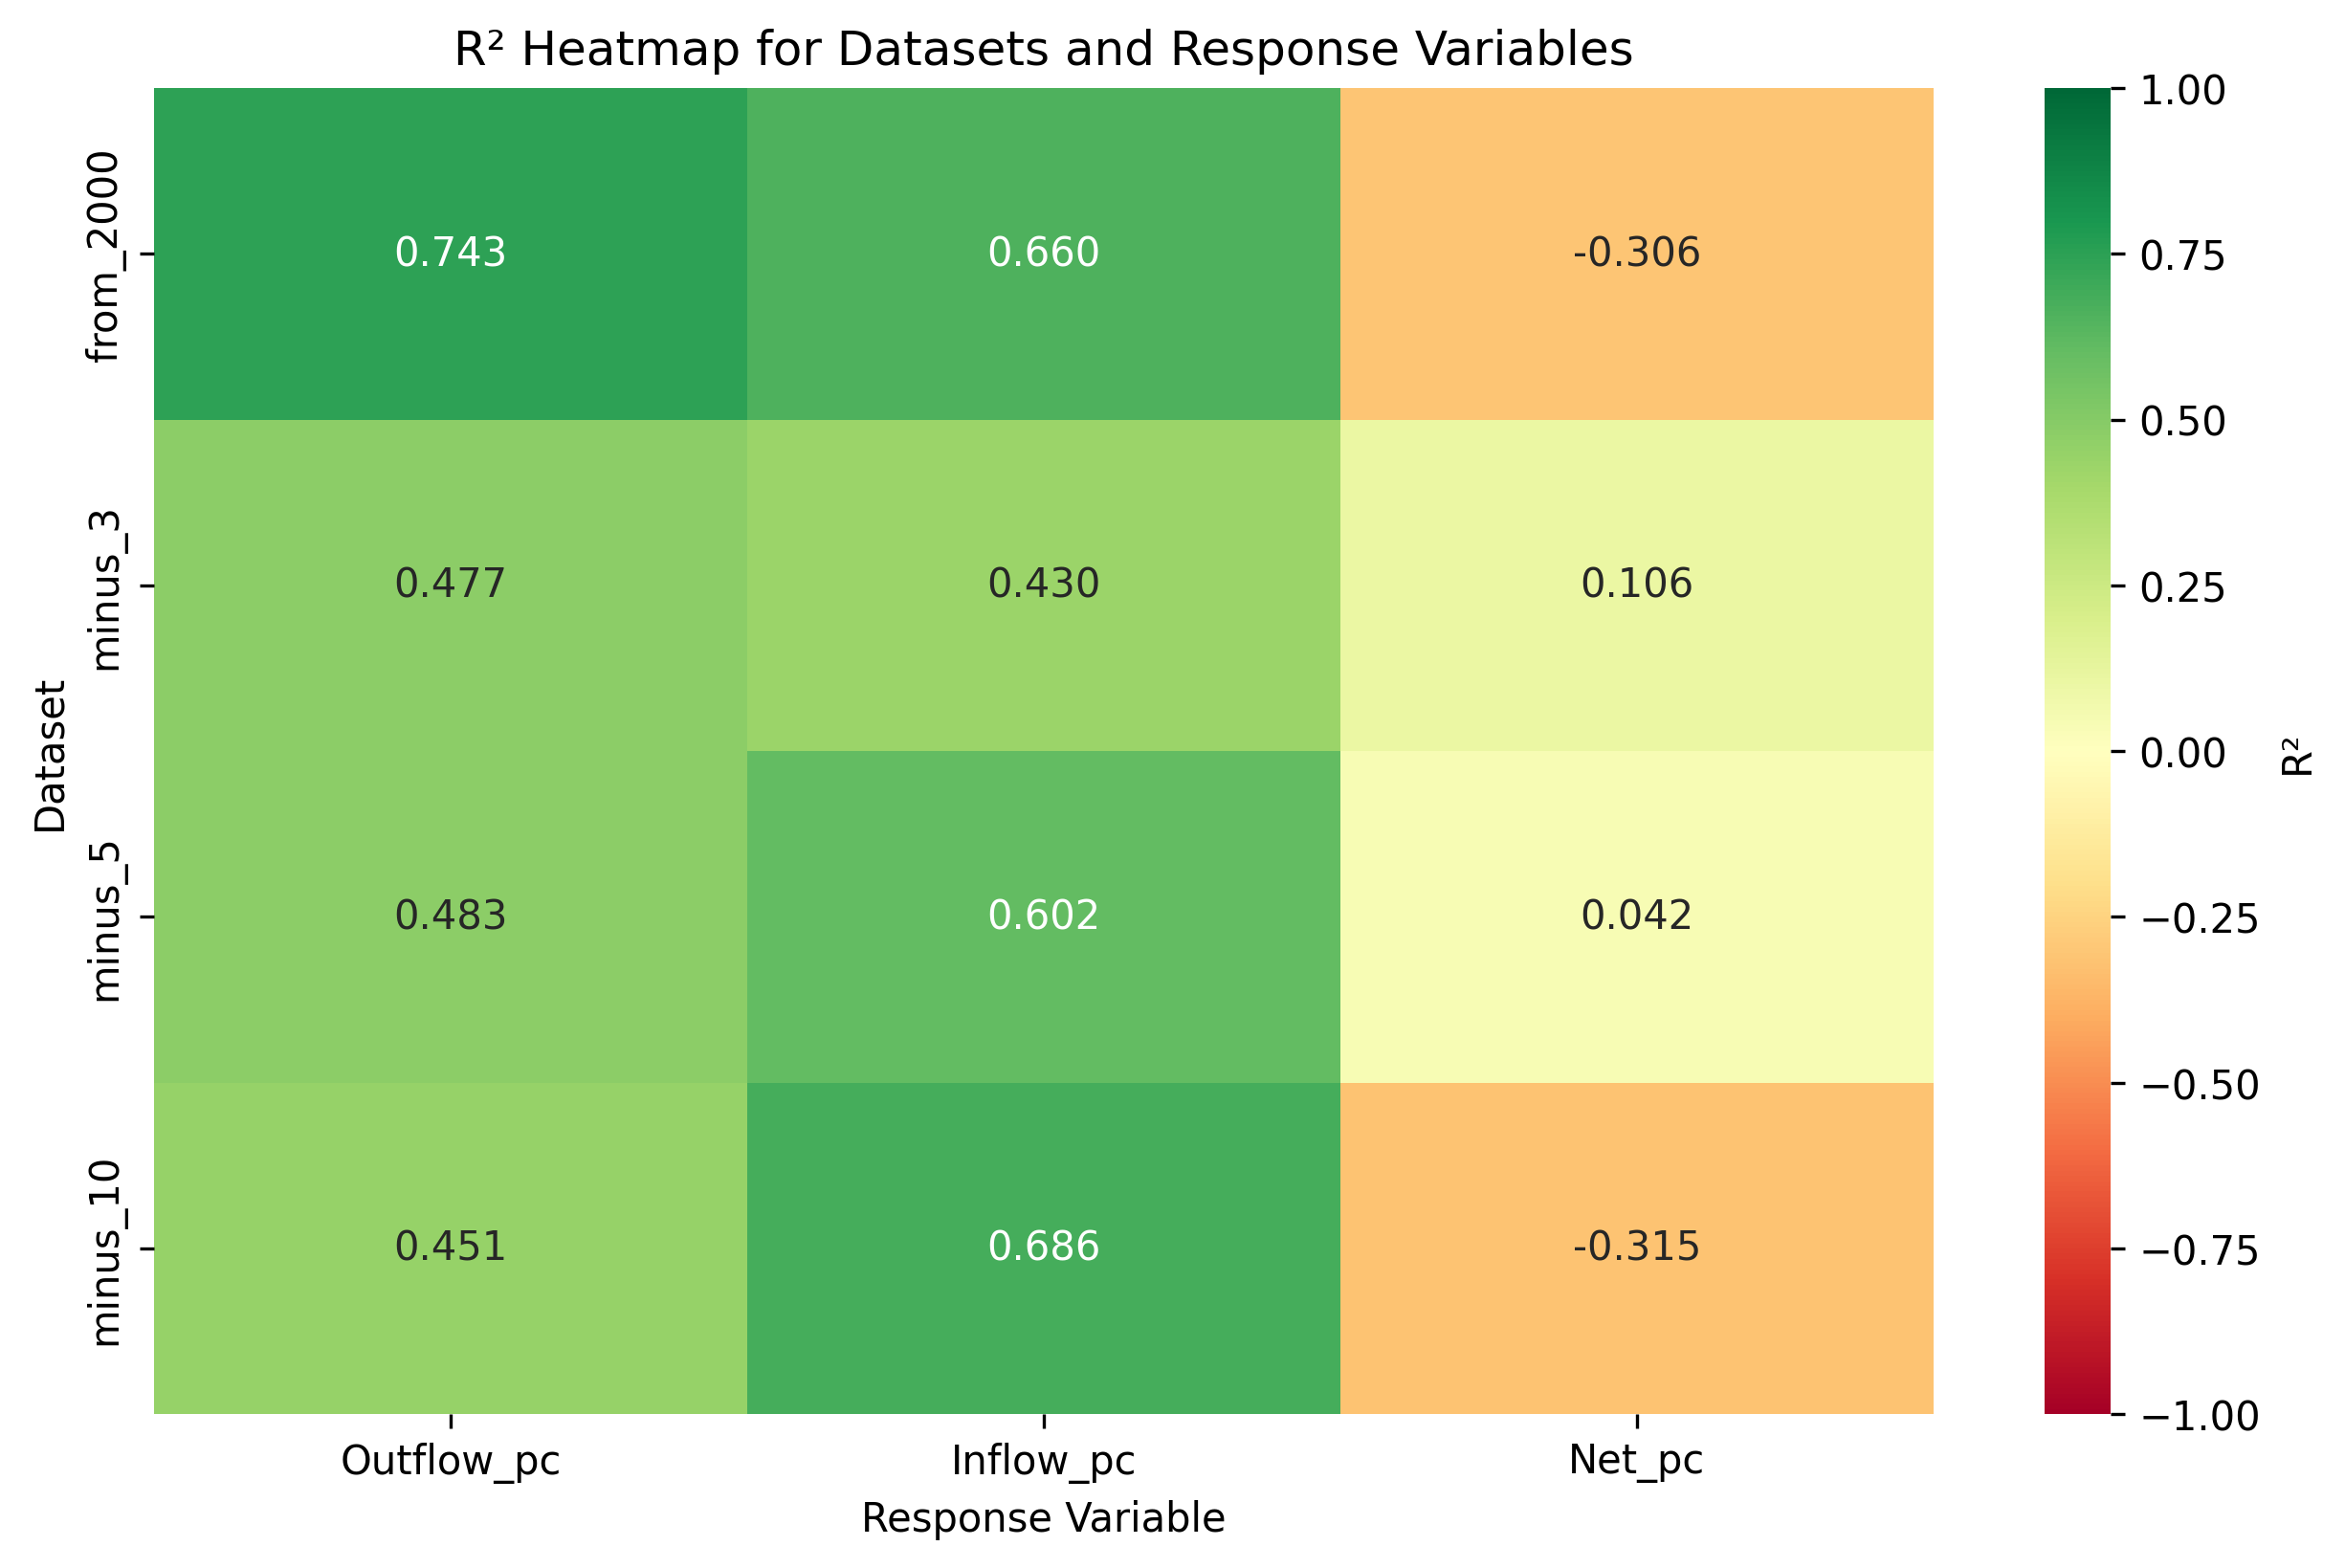 R² Heatmap for Datasets and Response Variables
Dataset
from_2000
0.743 0.660 -0.306
minus_3
0.477 0.430 0.106
minus_5
0.483 0.602 0.042
minus_10
0.451 0.686 -0.315
Outflow_pc Inflow_pc Net_pc
Response Variable
1.00
0.75
0.50
0.25
0.00
−0.25
−0.50
−0.75
−1.00
R²